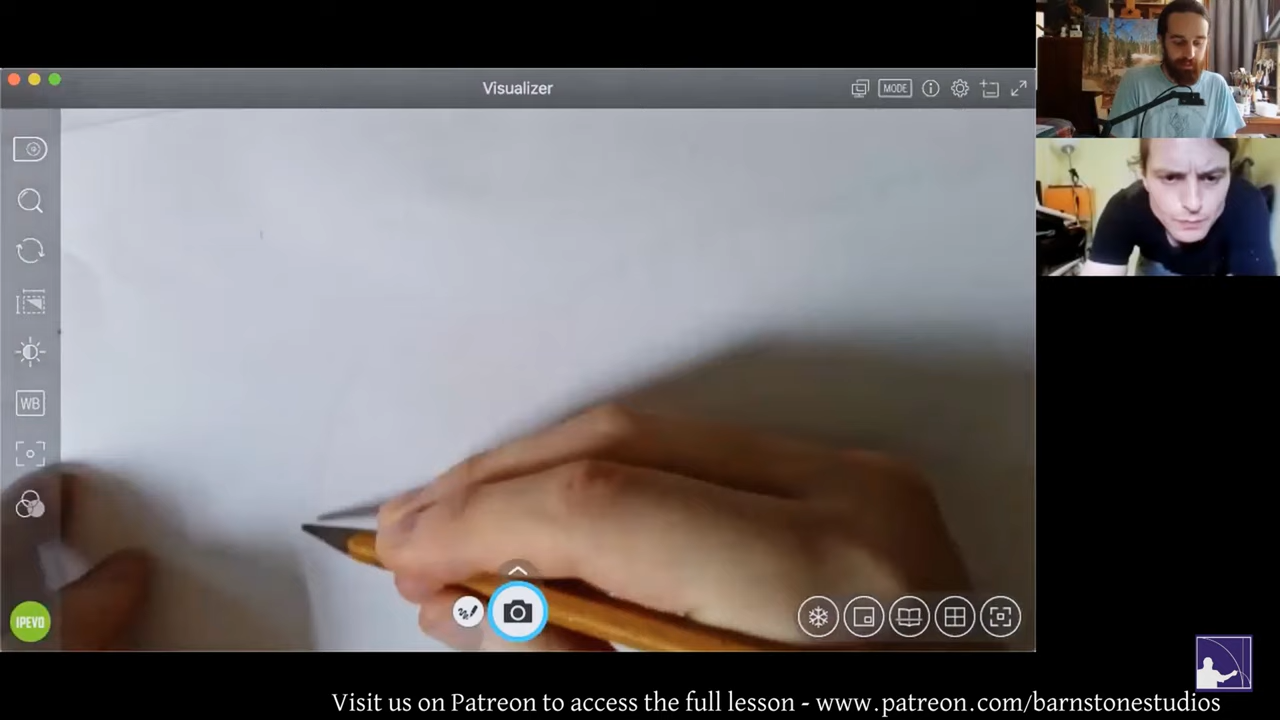 Visualizer
MODE
WB
IPEVO
Visit us on Patreon to access the full lesson - www.patreon.com/barnstonestudios